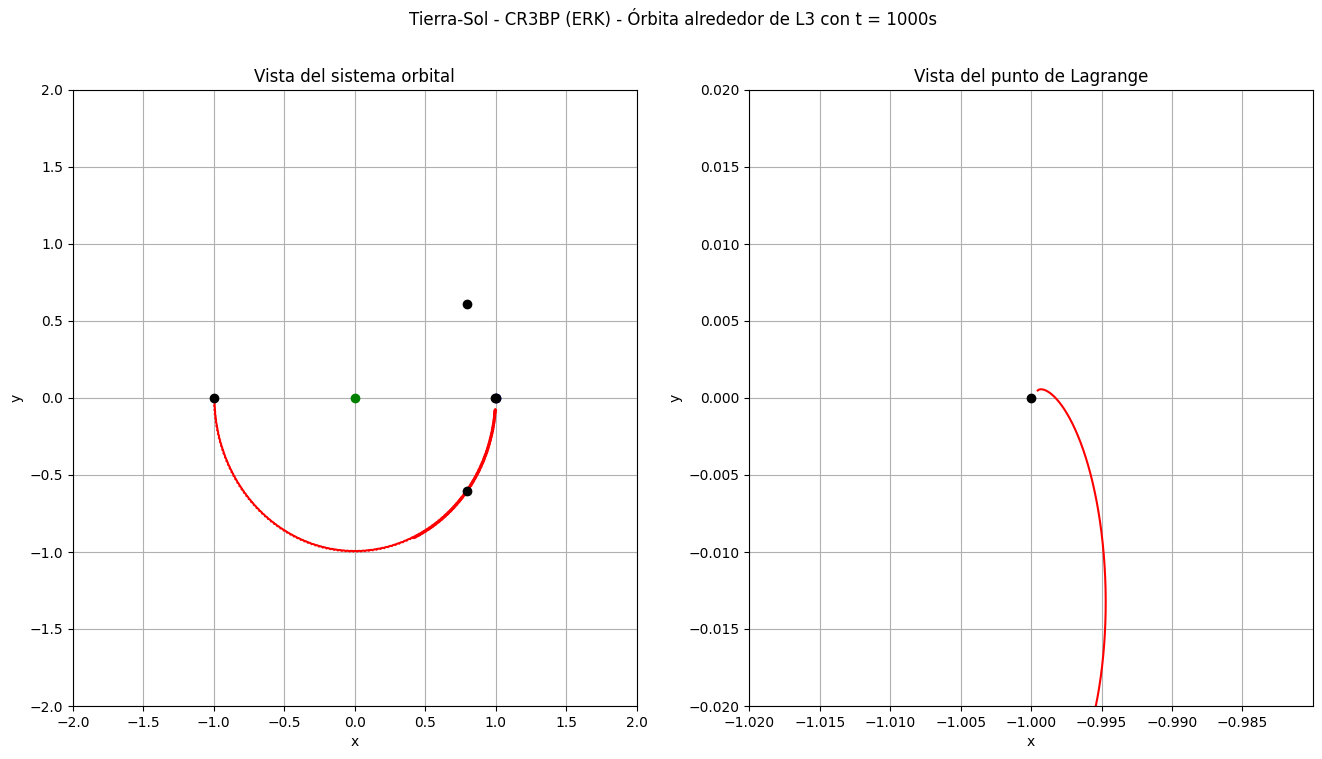 Tierra-Sol - CR3BP (ERK) - Órbita alrededor de L3 con t = 1000s
Vista del sistema orbital
2.0
1.5
1.0
0.5
0.0
−0.5
−1.0
−1.5
−2.0
y
−2.0 −1.5 −1.0 −0.5 0.0 0.5 1.0 1.5 2.0
x
Vista del punto de Lagrange
0.020
0.015
0.010
0.005
0.000
−0.005
−0.010
−0.015
−0.020
y
−1.020 −1.015 −1.010 −1.005 −1.000 −0.995 −0.990 −0.985
x